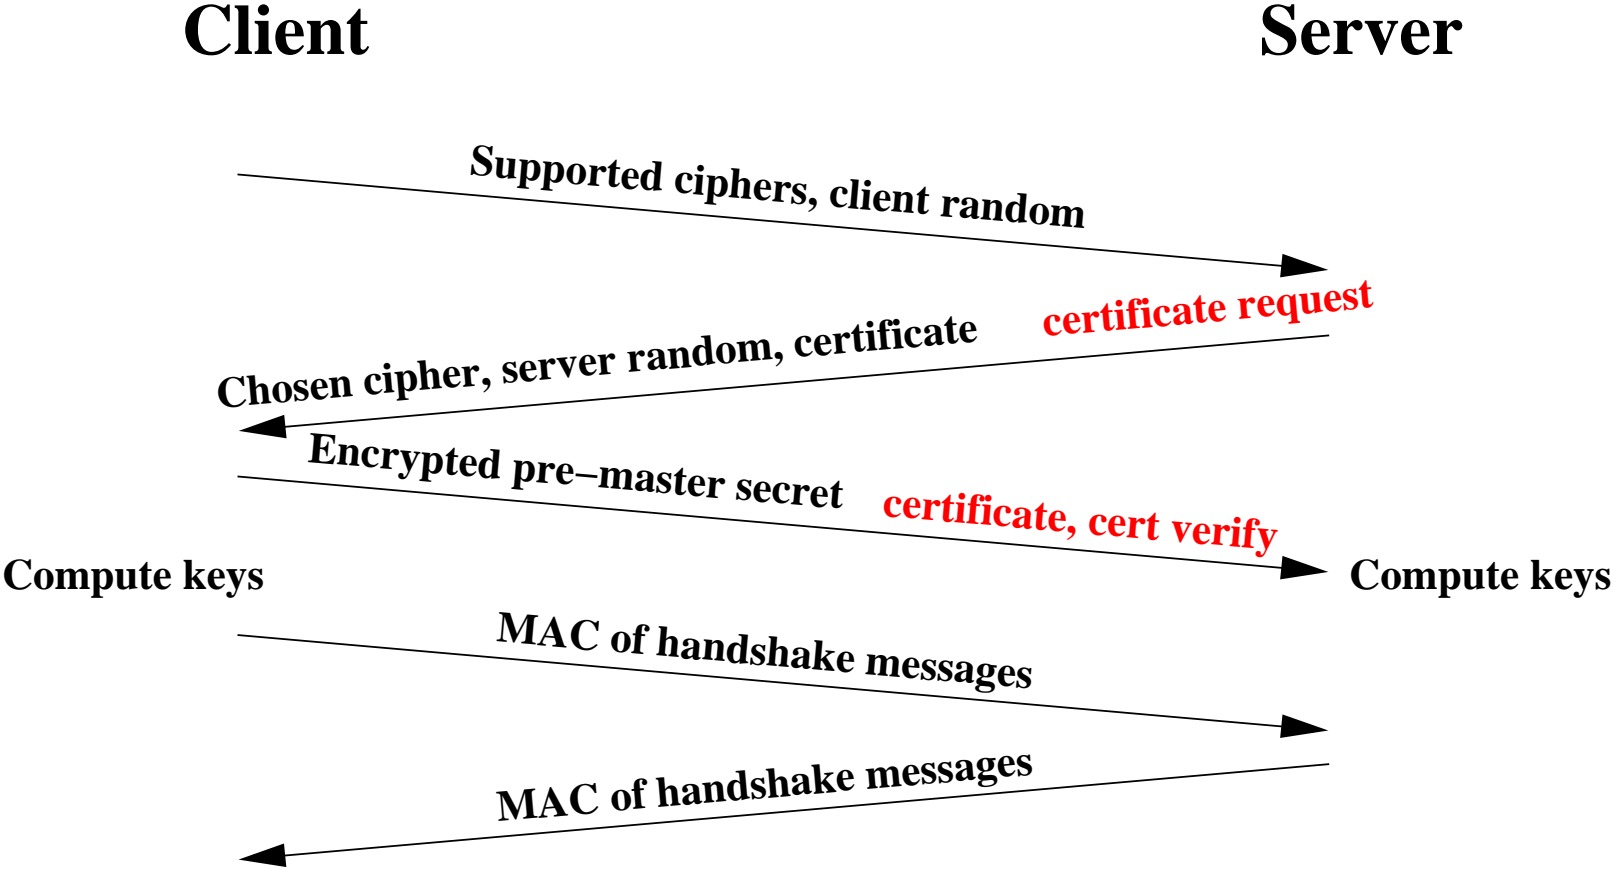 Client
Server
Supported ciphers, client random
certificate request
Chosen cipher, server random, certificate
Encrypted pre−master secret
certificate, cert verify
Compute keys
Compute keys
MAC of handshake messages
MAC of handshake messages